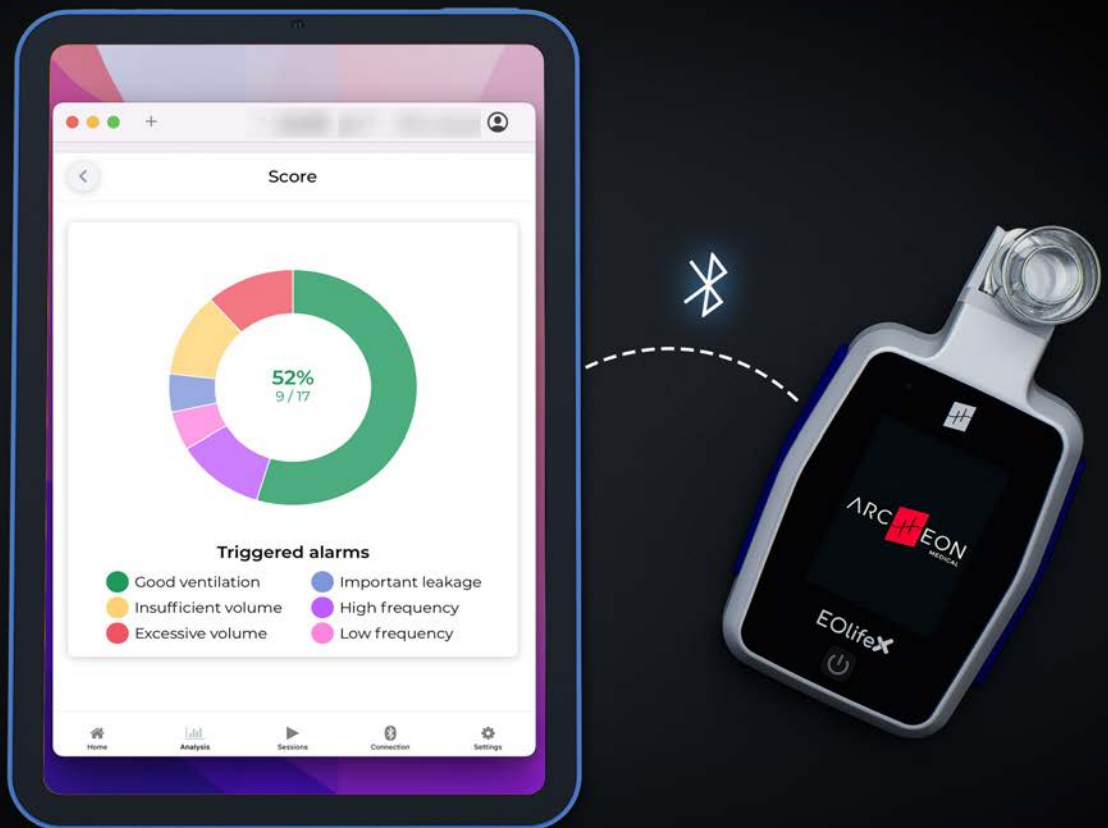 +
Score
52%
9 / 17
Triggered alarms
Good ventilation
Important leakage
Insufficient volume
High frequency
Excessive volume
Low frequency
Home
Analysis
Sessions
Connection
Settings
ARCHEON
MEDICAL
EOlifeX